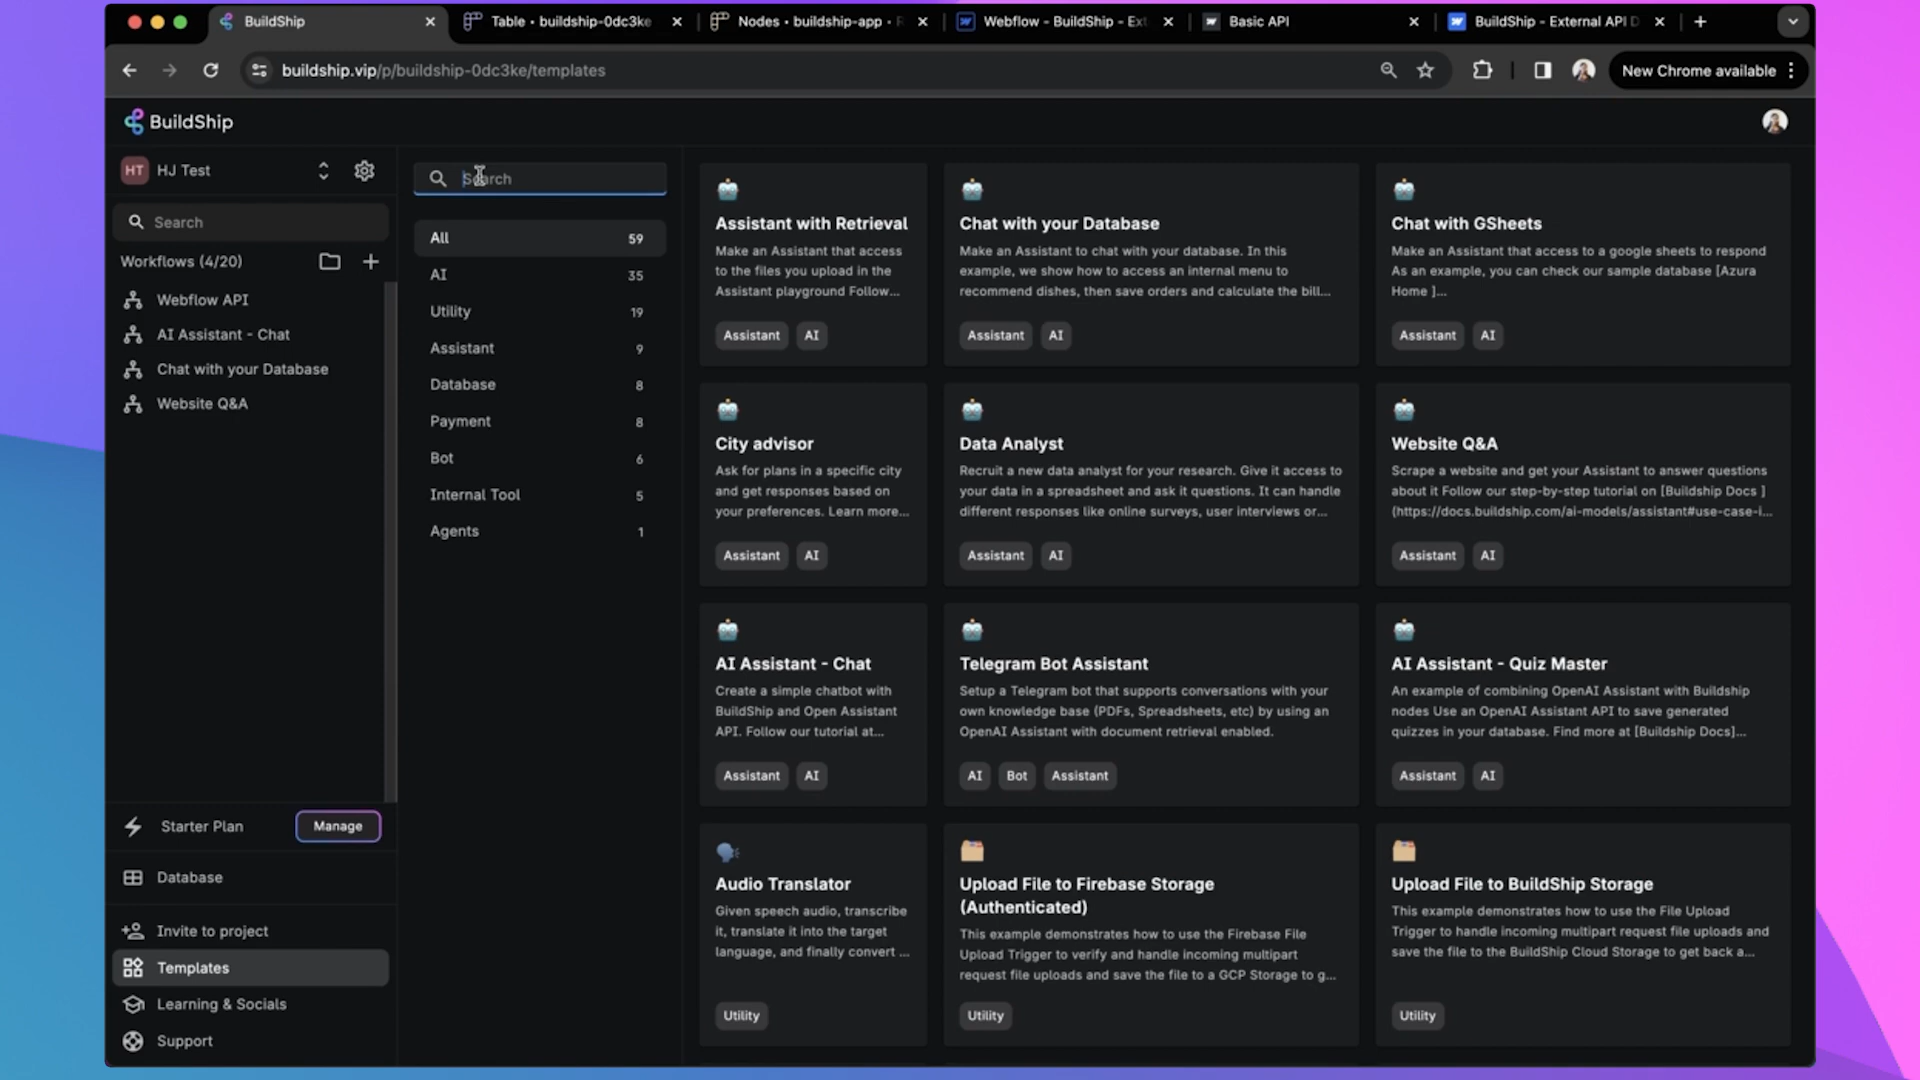 BuildShip
Table • buildship-0dc3ke
Nodes • buildship-app • R
Webflow - BuildShip - Ext
Basic API
BuildShip - External API D
buildship.vip/p/buildship-0dc3ke/templates
New Chrome available
BuildShip
HT
HJ Test
Search
Workflows (4/20)
Webflow API
AI Assistant - Chat
Chat with your Database
Website Q&A
Starter Plan
Manage
Database
Invite to project
Templates
Learning & Socials
Support
Search
All 59
AI 35
Utility 19
Assistant 9
Database 8
Payment 8
Bot 6
Internal Tool 5
Agents 1
Assistant with Retrieval
Make an Assistant that access
to the files you upload in the
Assistant playground Follow...
Assistant AI
Chat with your Database
Make an Assistant to chat with your database. In this
example, we show how to access an internal menu to
recommend dishes, then save orders and calculate the bill...
Assistant AI
Chat with GSheets
Make an Assistant that access to a google sheets to respond
As an example, you can check our sample database [Azura
Home ]...
Assistant AI
City advisor
Ask for plans in a specific city
and get responses based on
your preferences. Learn more...
Assistant AI
Data Analyst
Recruit a new data analyst for your research. Give it access to
your data in a spreadsheet and ask it questions. It can handle
different responses like online surveys, user interviews or...
Assistant AI
Website Q&A
Scrape a website and get your Assistant to answer questions
about it Follow our step-by-step tutorial on [Buildship Docs ]
(https://docs.buildship.com/ai-models/assistant#use-case-i...
Assistant AI
AI Assistant - Chat
Create a simple chatbot with
BuildShip and Open Assistant
API. Follow our tutorial at...
Assistant AI
Telegram Bot Assistant
Setup a Telegram bot that supports conversations with your
own knowledge base (PDFs, Spreadsheets, etc) by using an
OpenAI Assistant with document retrieval enabled.
AI Bot Assistant
AI Assistant - Quiz Master
An example of combining OpenAI Assistant with Buildship
nodes Use an OpenAI Assistant API to save generated
quizzes in your database. Find more at [Buildship Docs]...
Assistant AI
Audio Translator
Given speech audio, transcribe
it, translate it into the target
language, and finally convert ...
Utility
Upload File to Firebase Storage
(Authenticated)
This example demonstrates how to use the Firebase File
Upload Trigger to verify and handle incoming multipart
request file uploads and save the file to a GCP Storage to g...
Utility
Upload File to BuildShip Storage
This example demonstrates how to use the File Upload
Trigger to handle incoming multipart request file uploads and
save the file to the BuildShip Cloud Storage to get back a...
Utility